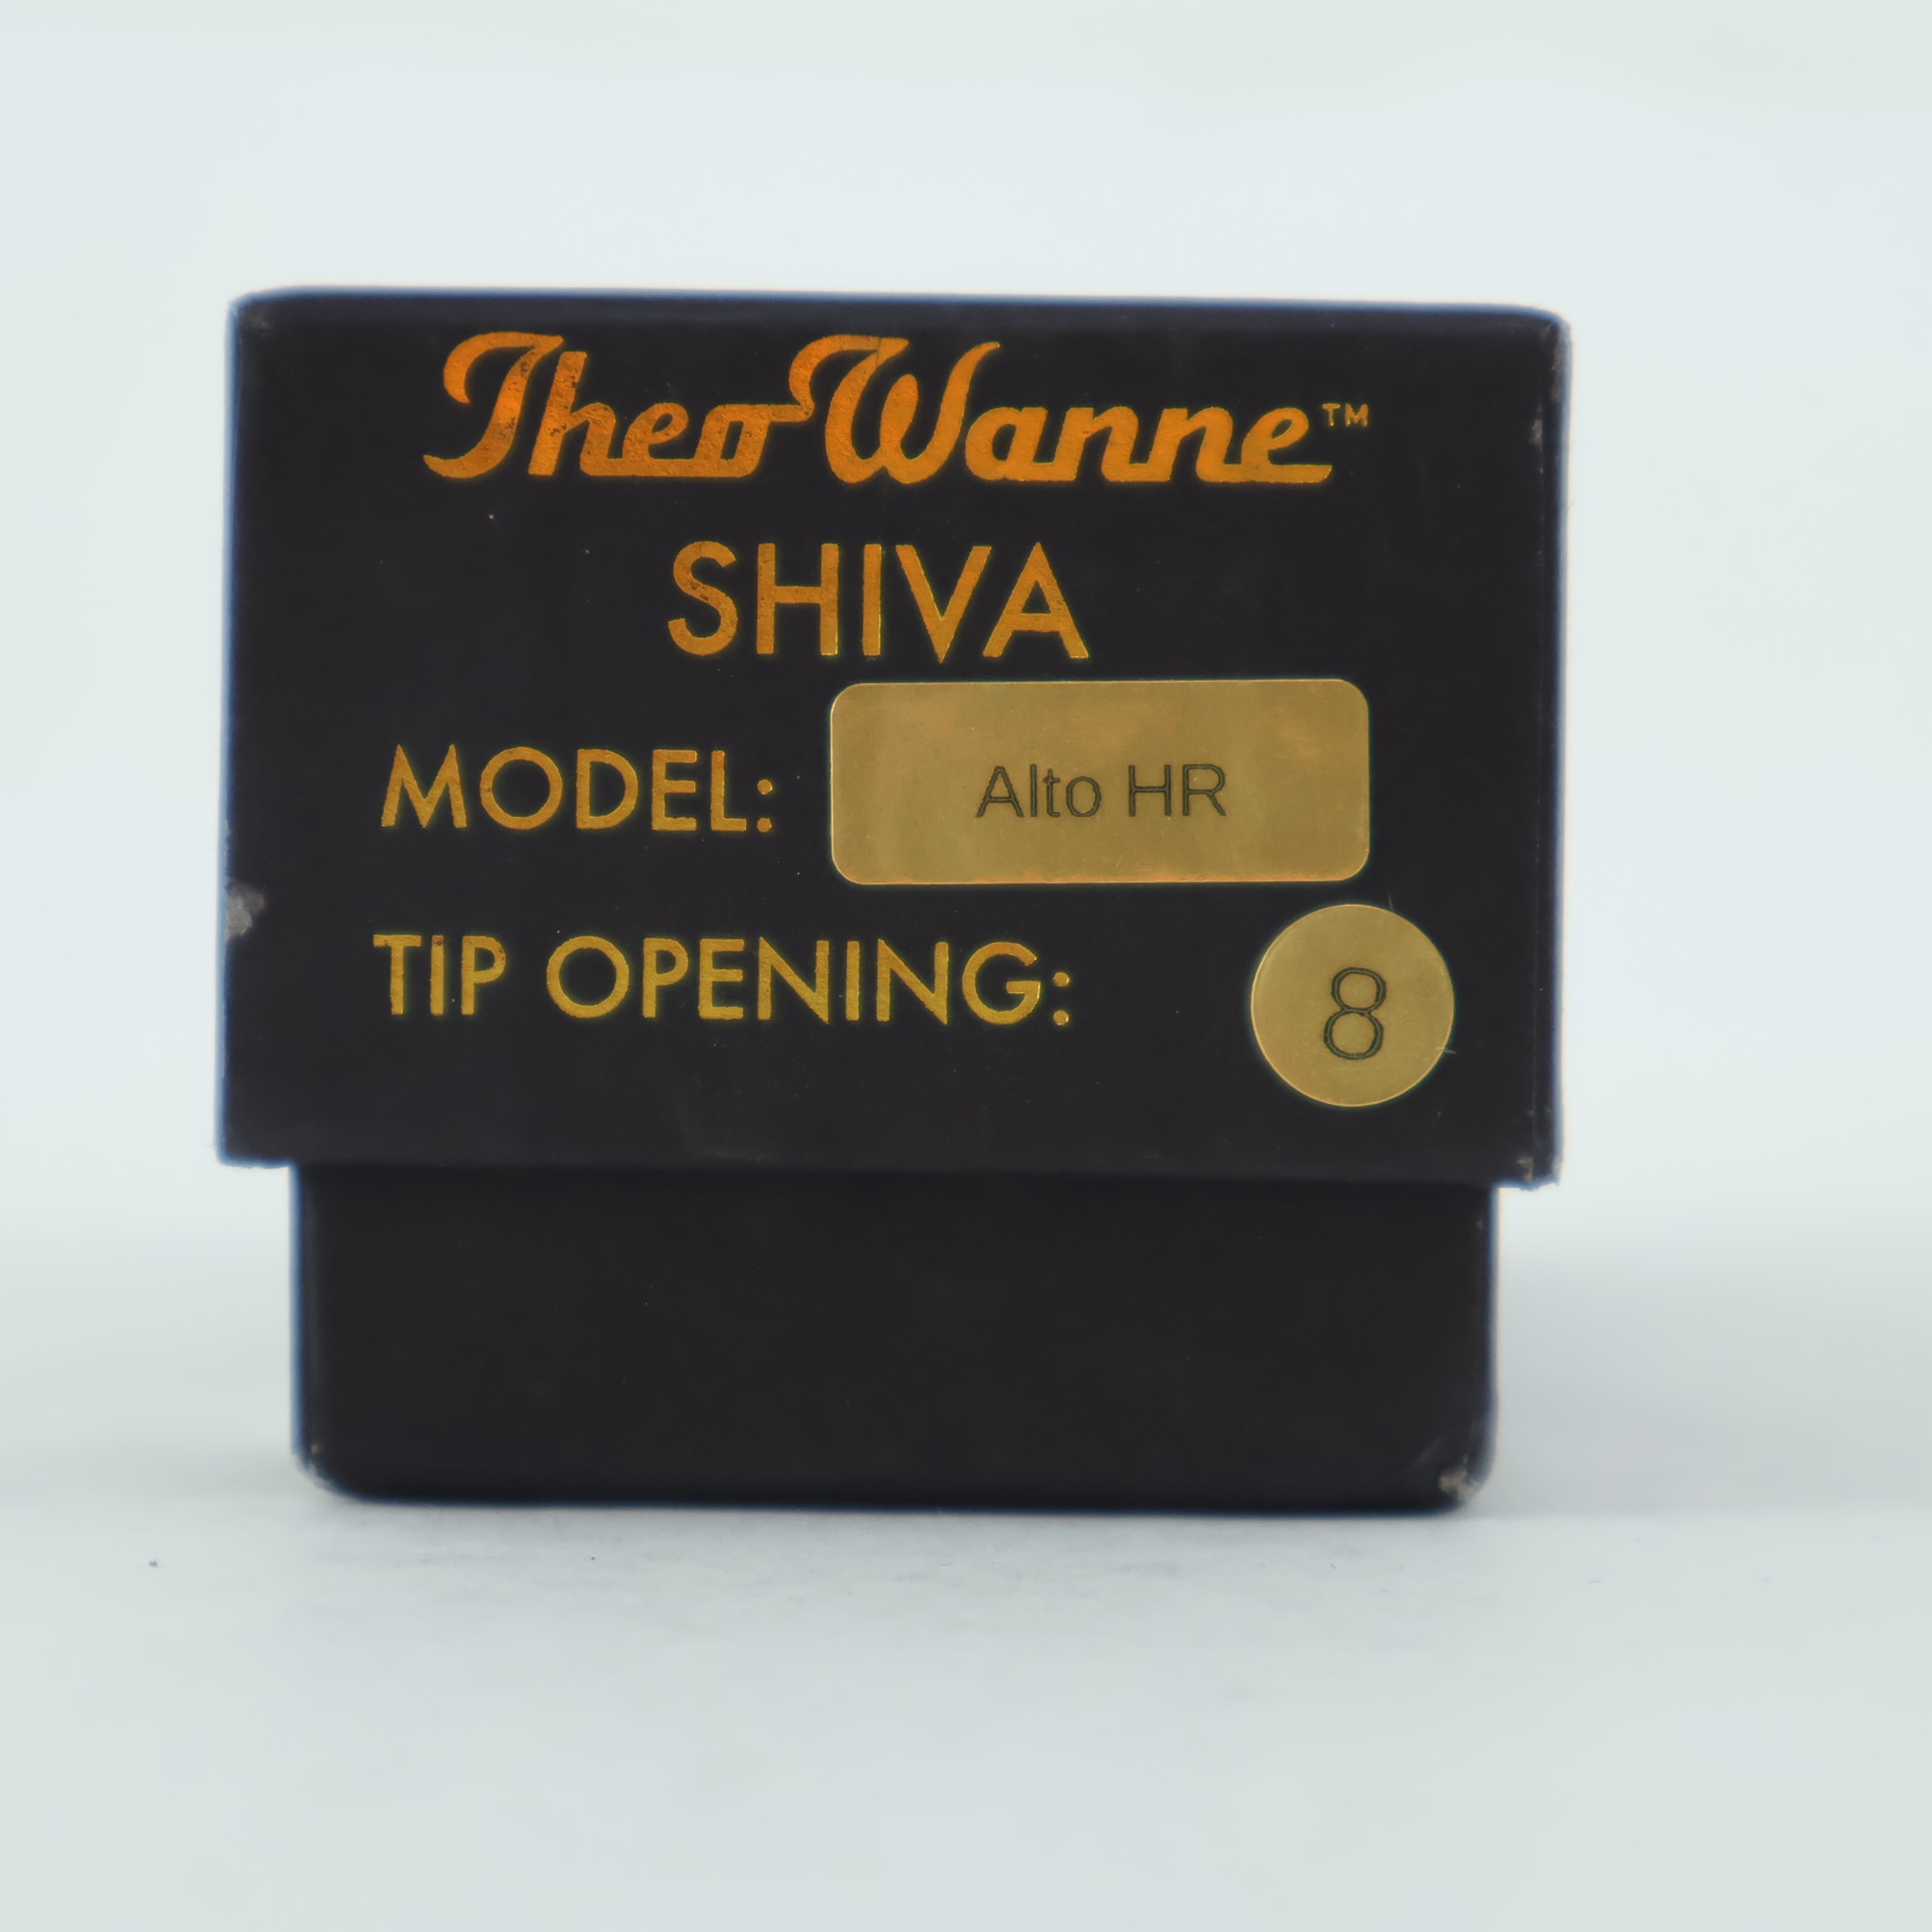 Theo Wanne™
SHIVA
MODEL: Alto HR
TIP OPENING: 8